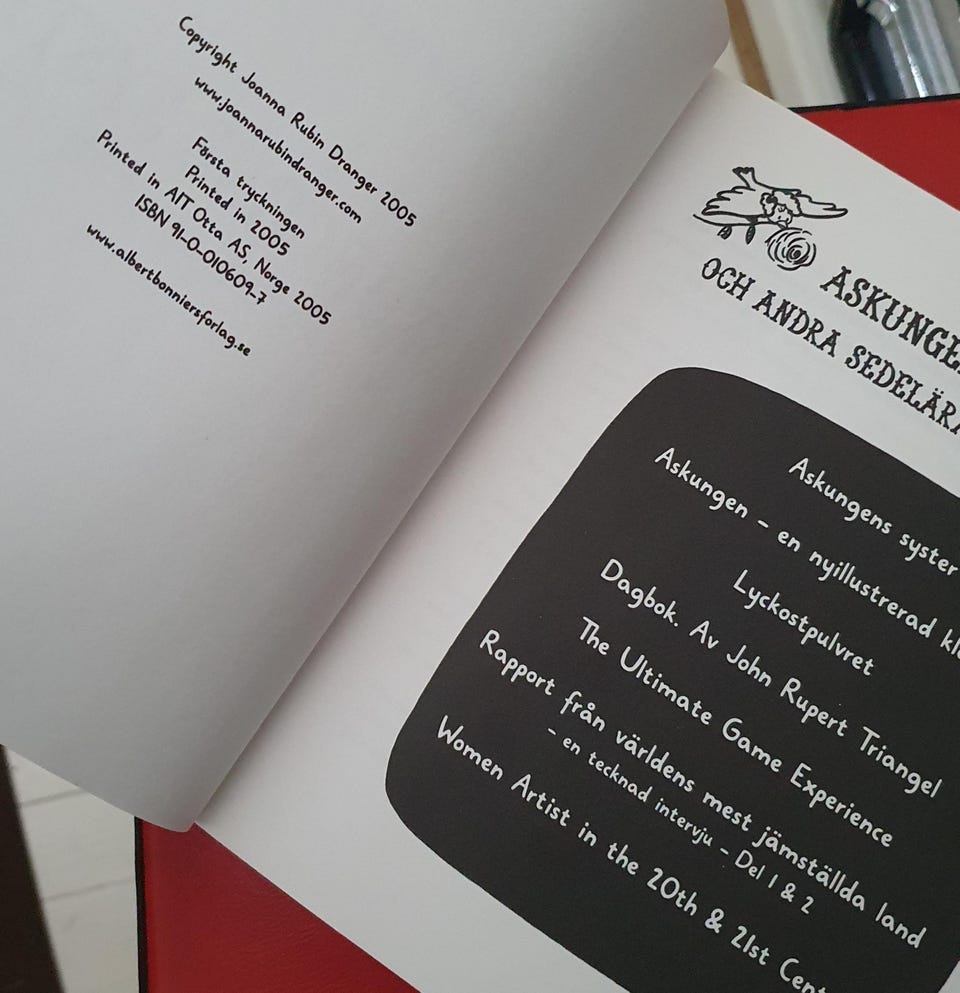 Copyright Joanna Rubin Dranger 2005
www.joannarubindranger.com
Första tryckningen
Printed in 2005
Printed in AIT Otta AS, Norge 2005
ISBN 91-0-010609-7
www.albertbonniersforlag.se
ASKUNGE
OCH ANDRA SEDELÄRA
Askungens syster
Askungen - en nyillustrerad kla
Lyckostpulvret
Dagbok. Av John Rupert Triangel
The Ultimate Game Experience
Rapport från världens mest jämställda land
- en tecknad intervju - Del 1 & 2
Women Artist in the 20th & 21st Cent